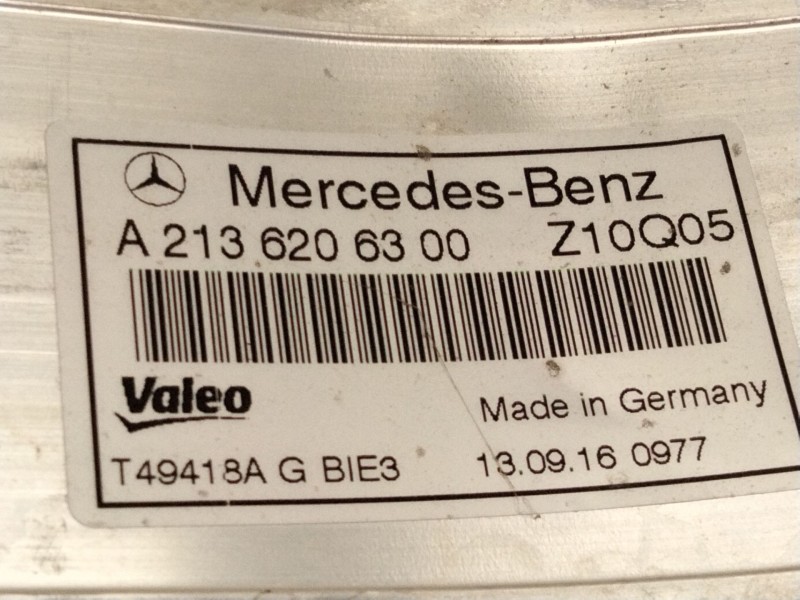 Mercedes-Benz
A 213 620 63 00 Z10Q05
Valeo
Made in Germany
T49418A G BIE3 13.09.16 0977